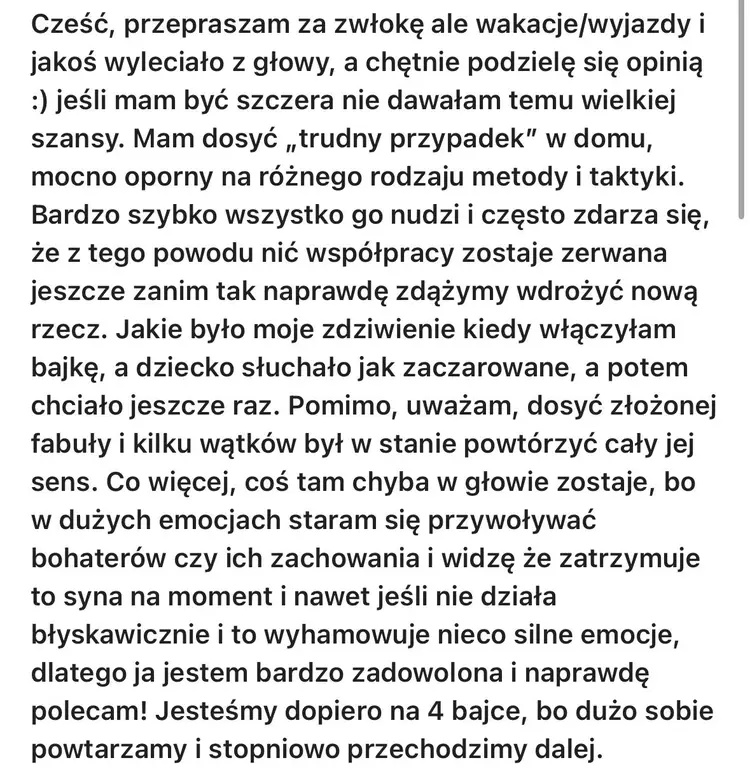 Cześć, przepraszam za zwłokę ale wakacje/wyjazdy i
jakoś wyleciało z głowy, a chętnie podzielę się opinią
:) jeśli mam być szczera nie dawałam temu wielkiej
szansy. Mam dosyć „trudny przypadek” w domu,
mocno oporny na różnego rodzaju metody i taktyki.
Bardzo szybko wszystko go nudzi i często zdarza się,
że z tego powodu nić współpracy zostaje zerwana
jeszcze zanim tak naprawdę zdążymy wdrożyć nową
rzecz. Jakie było moje zdziwienie kiedy włączyłam
bajkę, a dziecko słuchało jak zaczarowane, a potem
chciało jeszcze raz. Pomimo, uważam, dosyć złożonej
fabuły i kilku wątków był w stanie powtórzyć cały jej
sens. Co więcej, coś tam chyba w głowie zostaje, bo
w dużych emocjach staram się przywoływać
bohaterów czy ich zachowania i widzę że zatrzymuje
to syna na moment i nawet jeśli nie działa
błyskawicznie i to wyhamowuje nieco silne emocje,
dlatego ja jestem bardzo zadowolona i naprawdę
polecam! Jesteśmy dopiero na 4 bajce, bo dużo sobie
powtarzamy i stopniowo przechodzimy dalej.